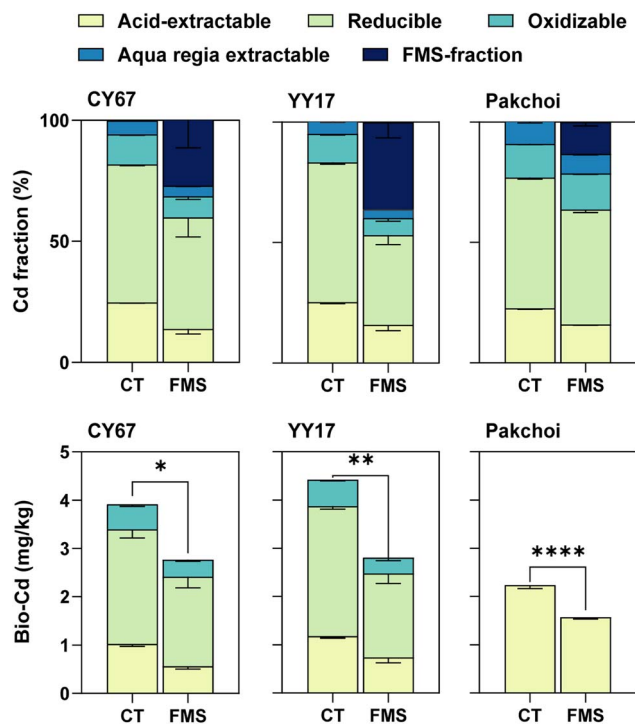 Acid-extractable Reducible Oxidizable
Aqua regia extractable FMS-fraction
CY67 YY17 Pakchoi
Cd fraction (%)
100
50
0
CT FMS CT FMS CT FMS
CY67 YY17 Pakchoi
Bio-Cd (mg/kg)
5
4
3
2
1
0
* ** ****
CT FMS CT FMS CT FMS